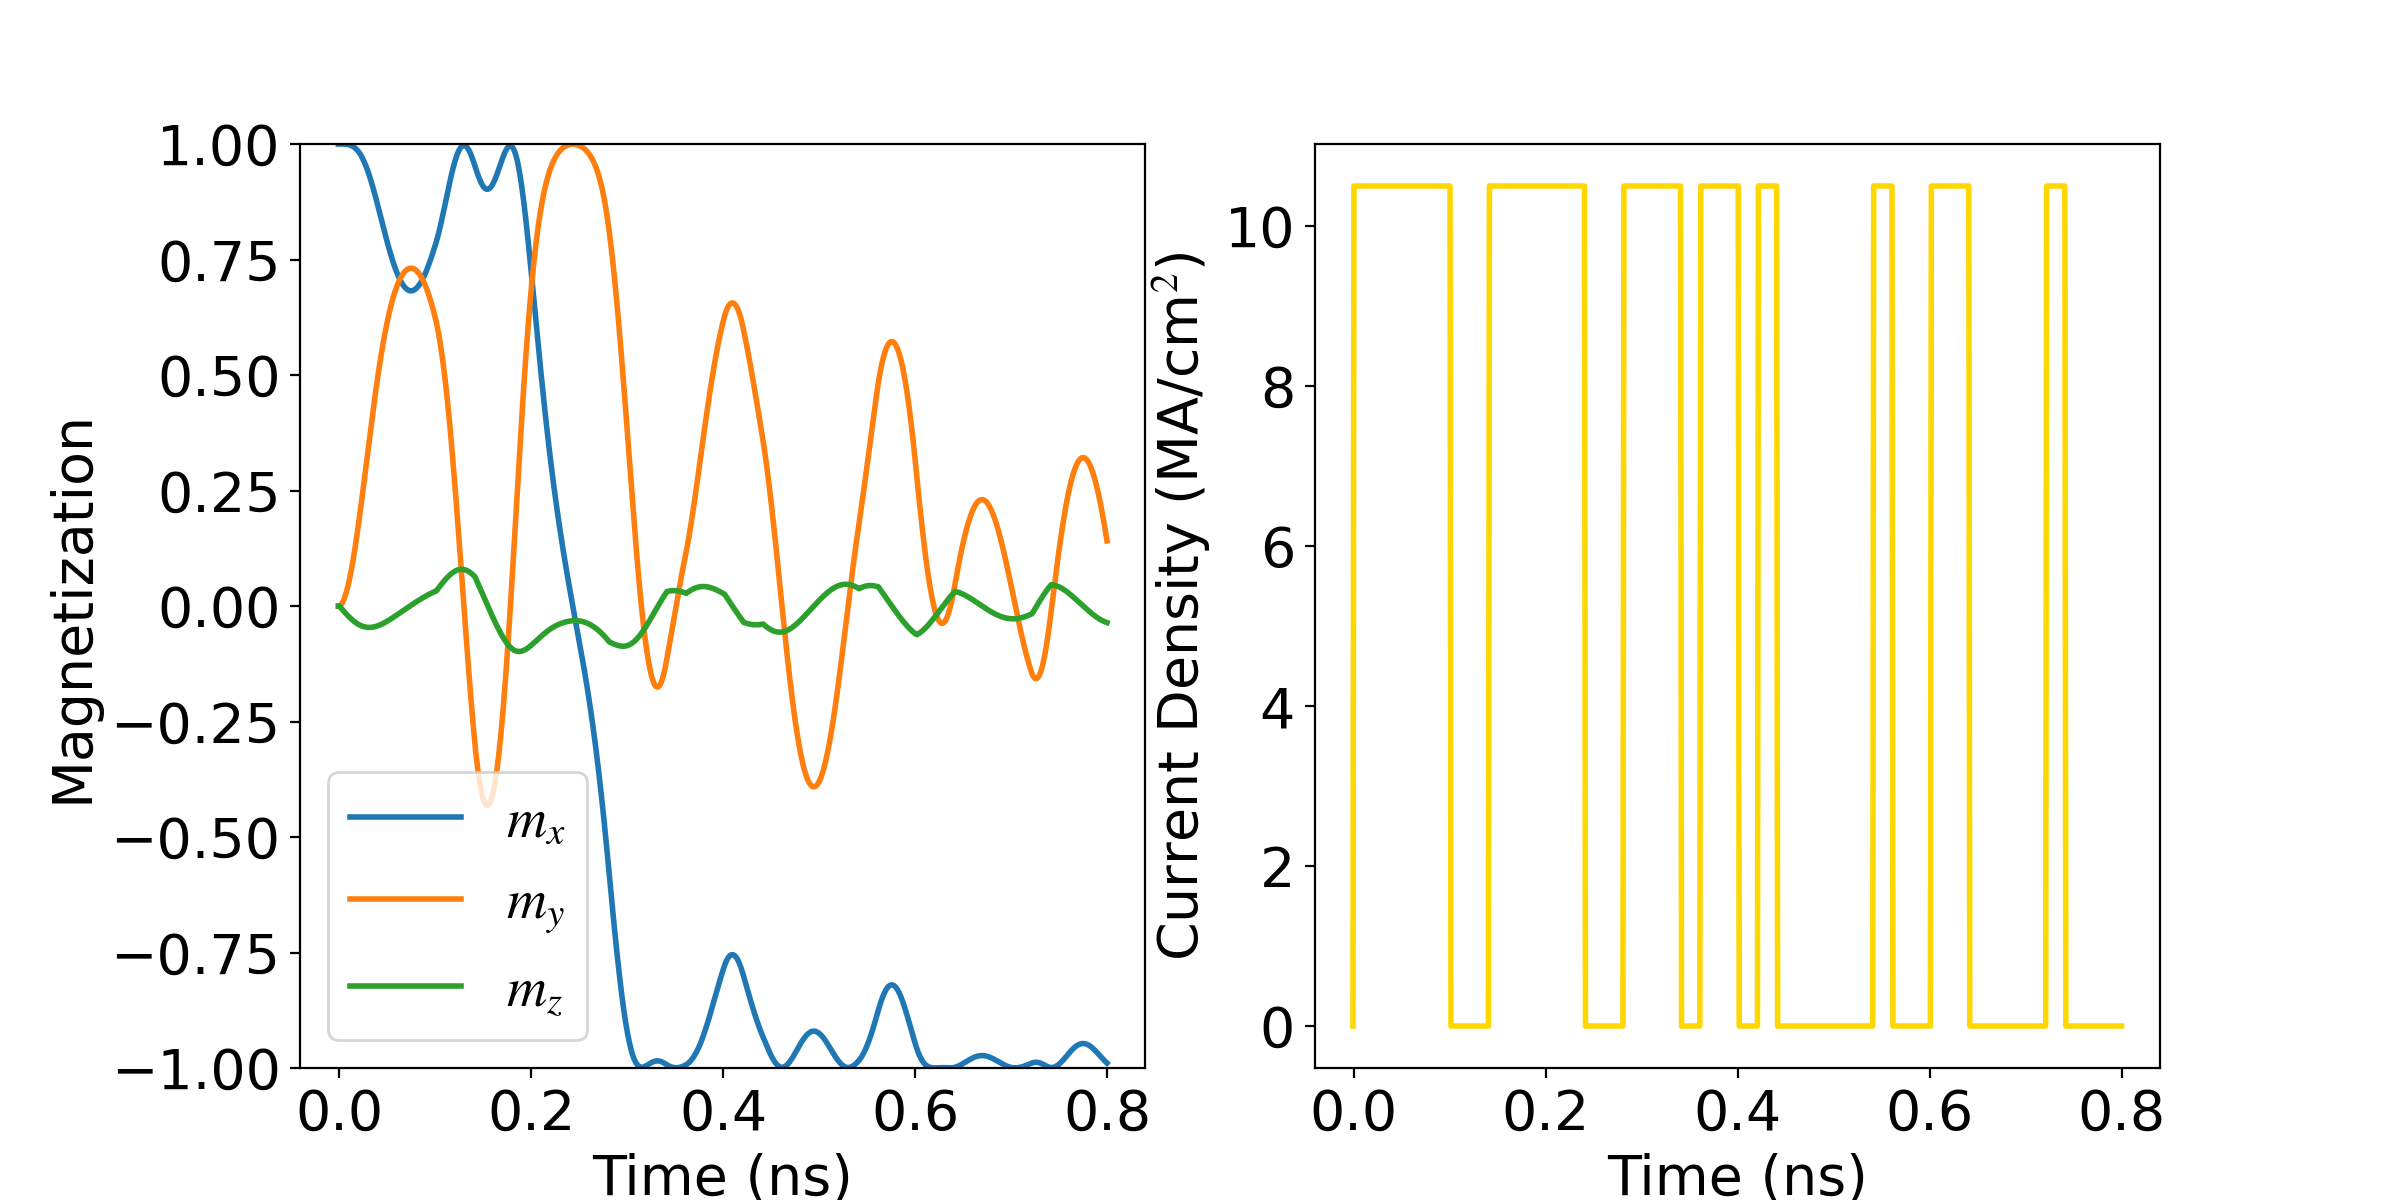 1.00
0.75
0.50
0.25
0.00
−0.25
−0.50
−0.75
−1.00
Magnetization
0.0 0.2 0.4 0.6 0.8
Time (ns)
m_x
m_y
m_z
10
8
6
4
2
0
Current Density (MA/cm²)
0.0 0.2 0.4 0.6 0.8
Time (ns)